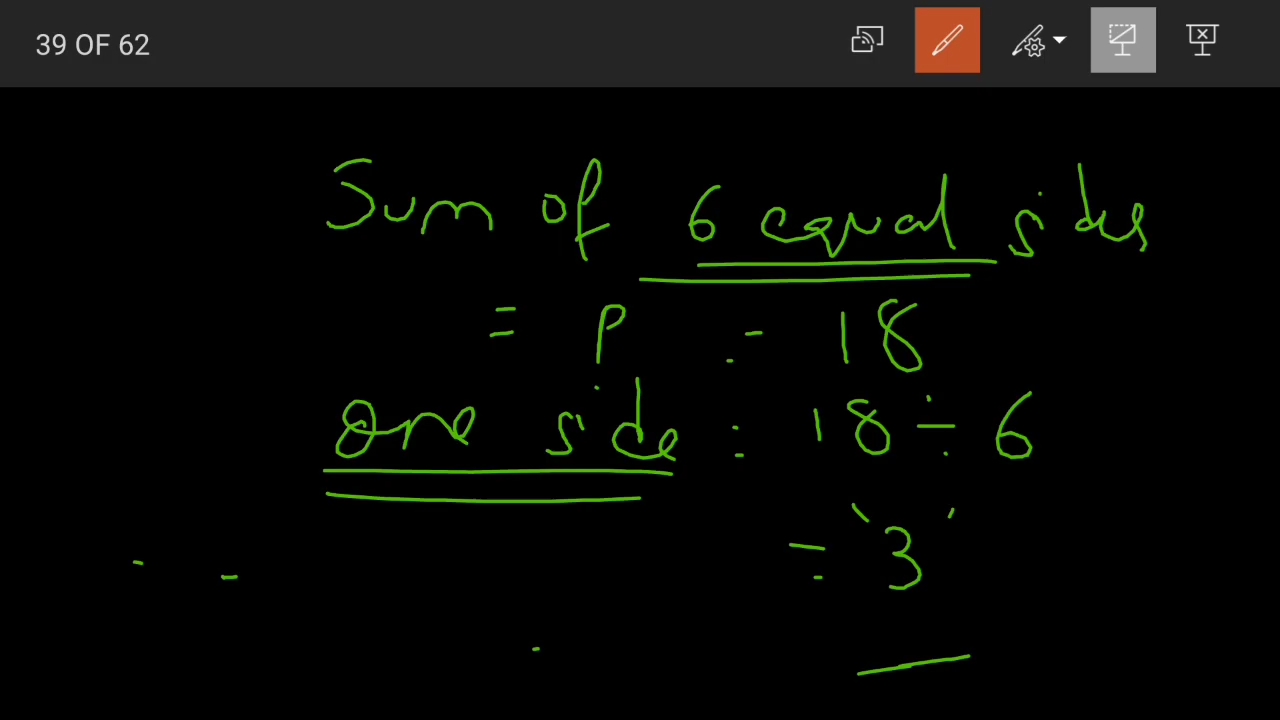 39 OF 62
Sum of 6 equal sides
= P = 18
one side = 18 ÷ 6
= 3